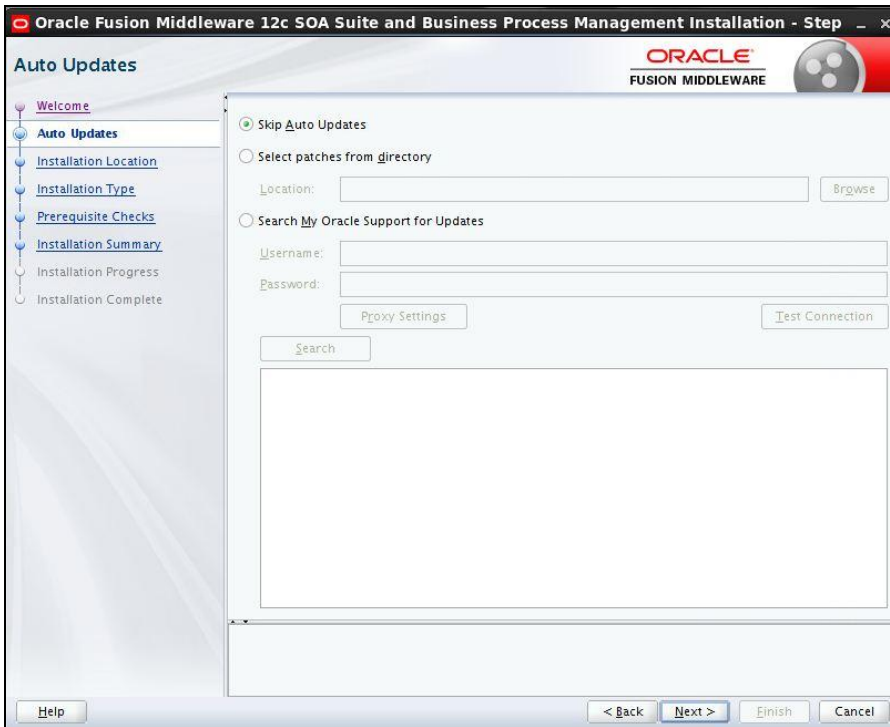 Oracle Fusion Middleware 12c SOA Suite and Business Process Management Installation - Step
Auto Updates
ORACLE
FUSION MIDDLEWARE
Welcome
Auto Updates
Installation Location
Installation Type
Prerequisite Checks
Installation Summary
Installation Progress
Installation Complete
Skip Auto Updates
Select patches from directory
Location:
Browse
Search My Oracle Support for Updates
Username:
Password:
Proxy Settings
Test Connection
Search
Help
< Back
Next >
Finish
Cancel